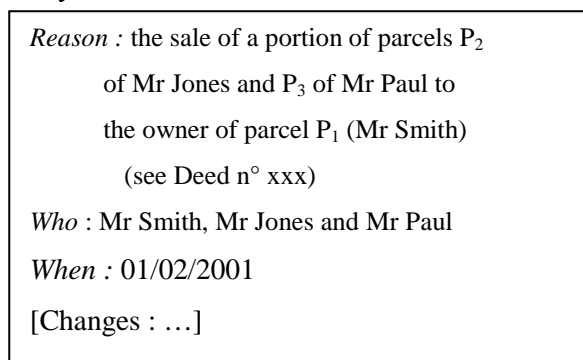 Reason : the sale of a portion of parcels P₂
of Mr Jones and P₃ of Mr Paul to
the owner of parcel P₁ (Mr Smith)
(see Deed n° xxx)
Who : Mr Smith, Mr Jones and Mr Paul
When : 01/02/2001
[Changes : …]